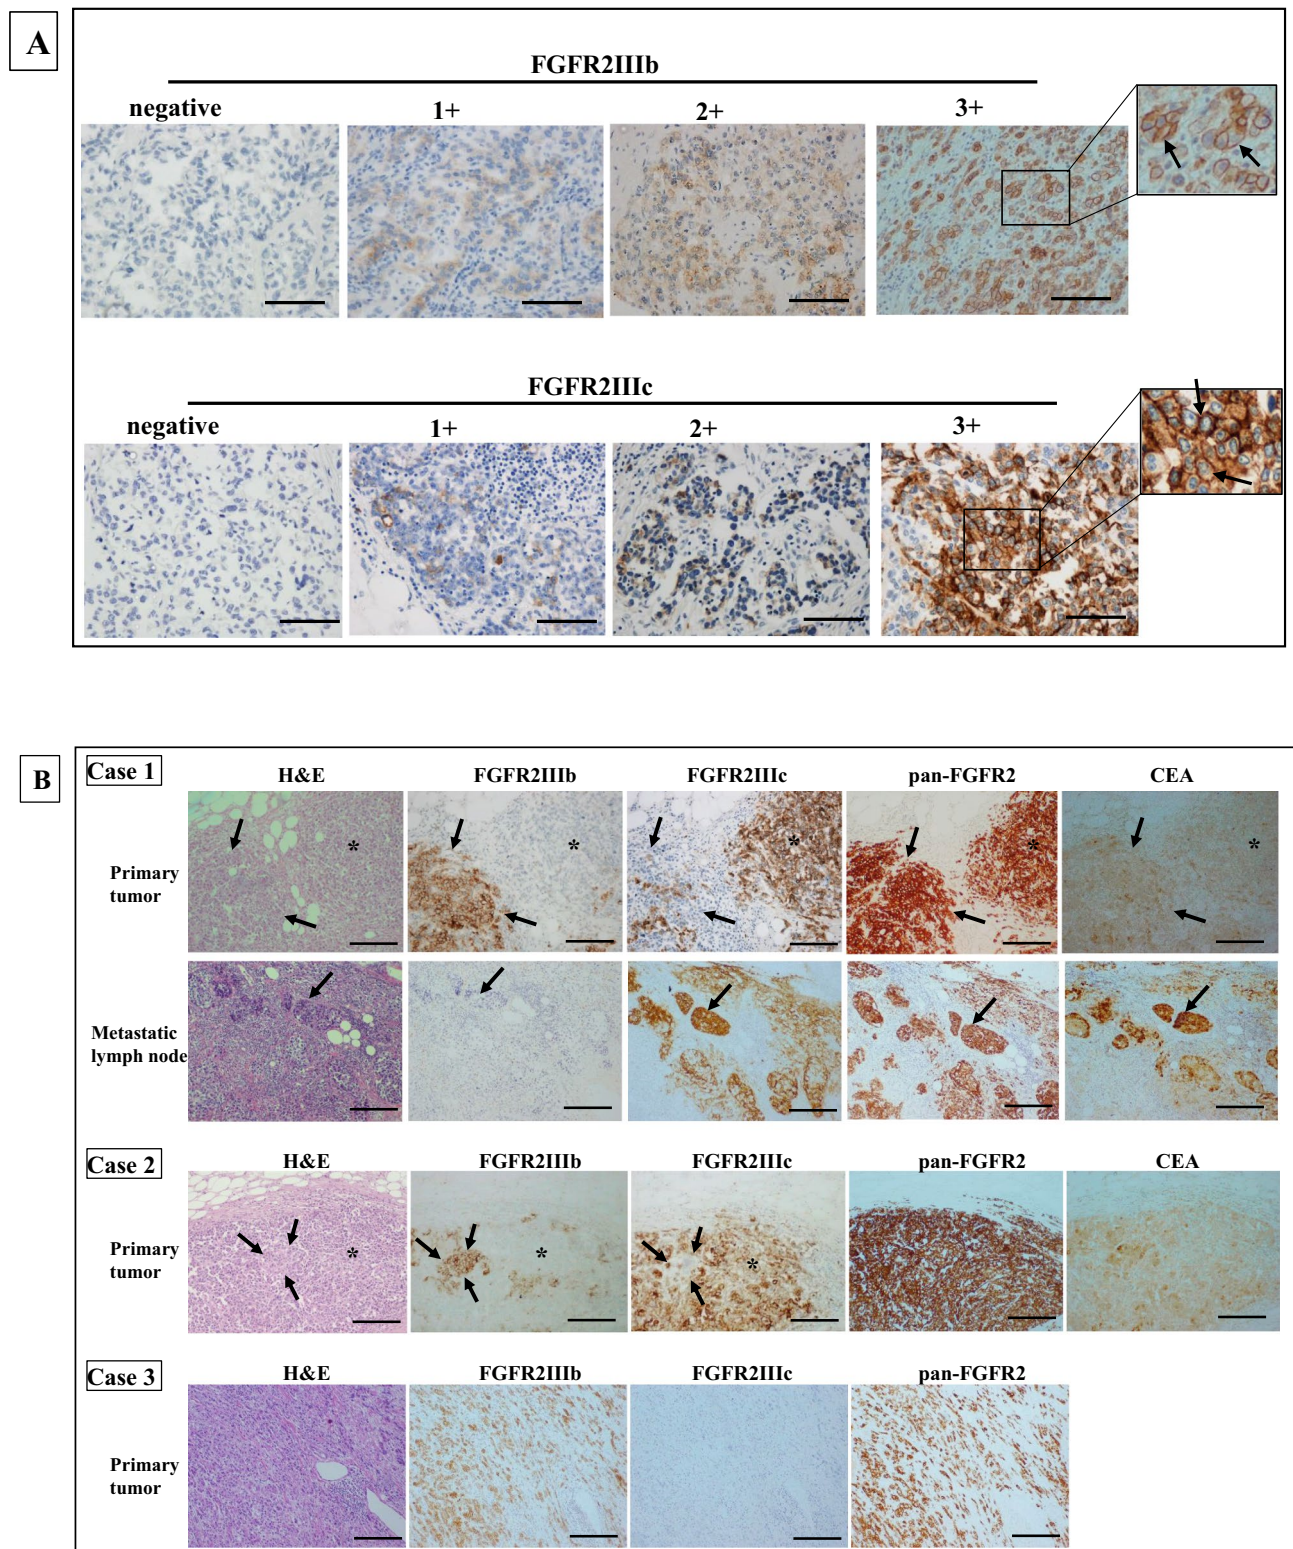 A
FGFR2IIIb
negative 1+ 2+ 3+
FGFR2IIIc
negative 1+ 2+ 3+
B
Case 1
H&E FGFR2IIIb FGFR2IIIc pan-FGFR2 CEA
Primary
tumor
* * * * *
Metastatic
lymph node
Case 2
H&E FGFR2IIIb FGFR2IIIc pan-FGFR2 CEA
Primary
tumor
* * *
Case 3
H&E FGFR2IIIb FGFR2IIIc pan-FGFR2
Primary
tumor